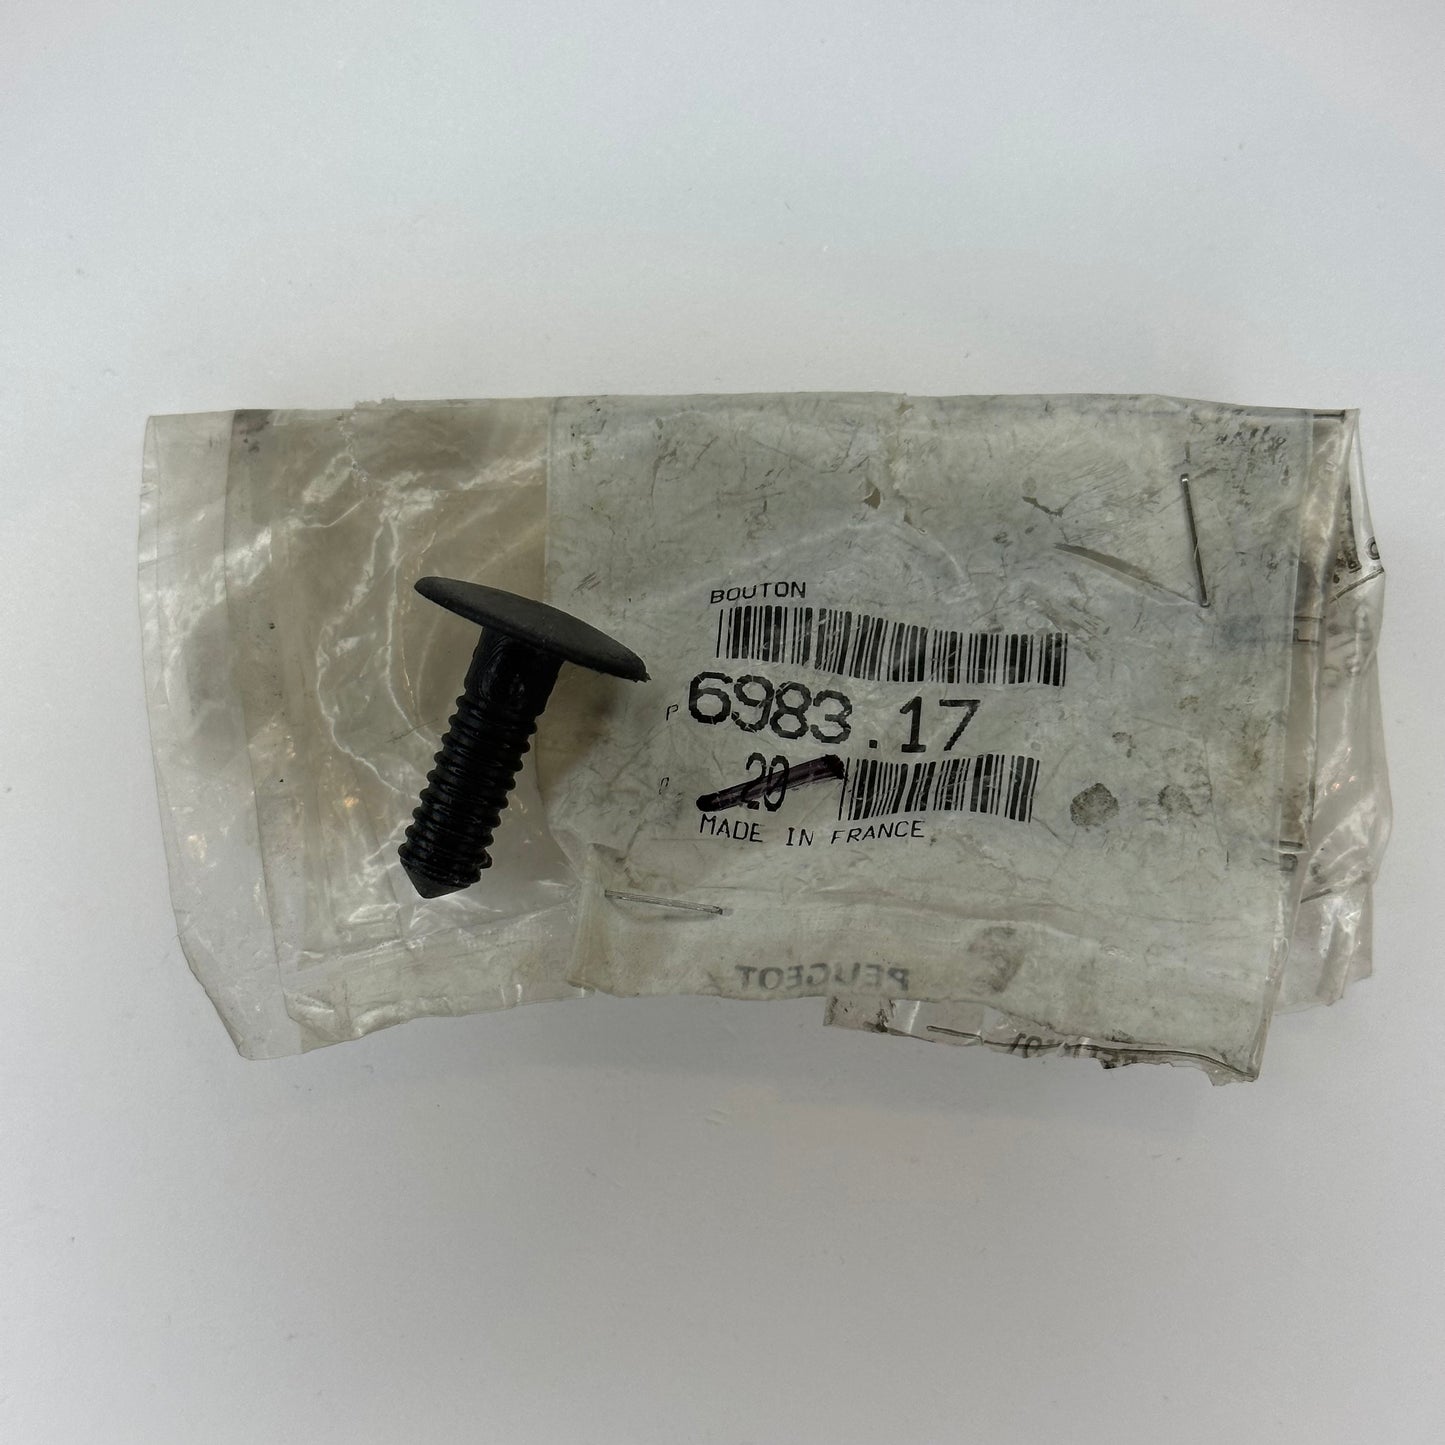 BOUTON
P 6983.17
Q 20
MADE IN FRANCE
PEUGEOT